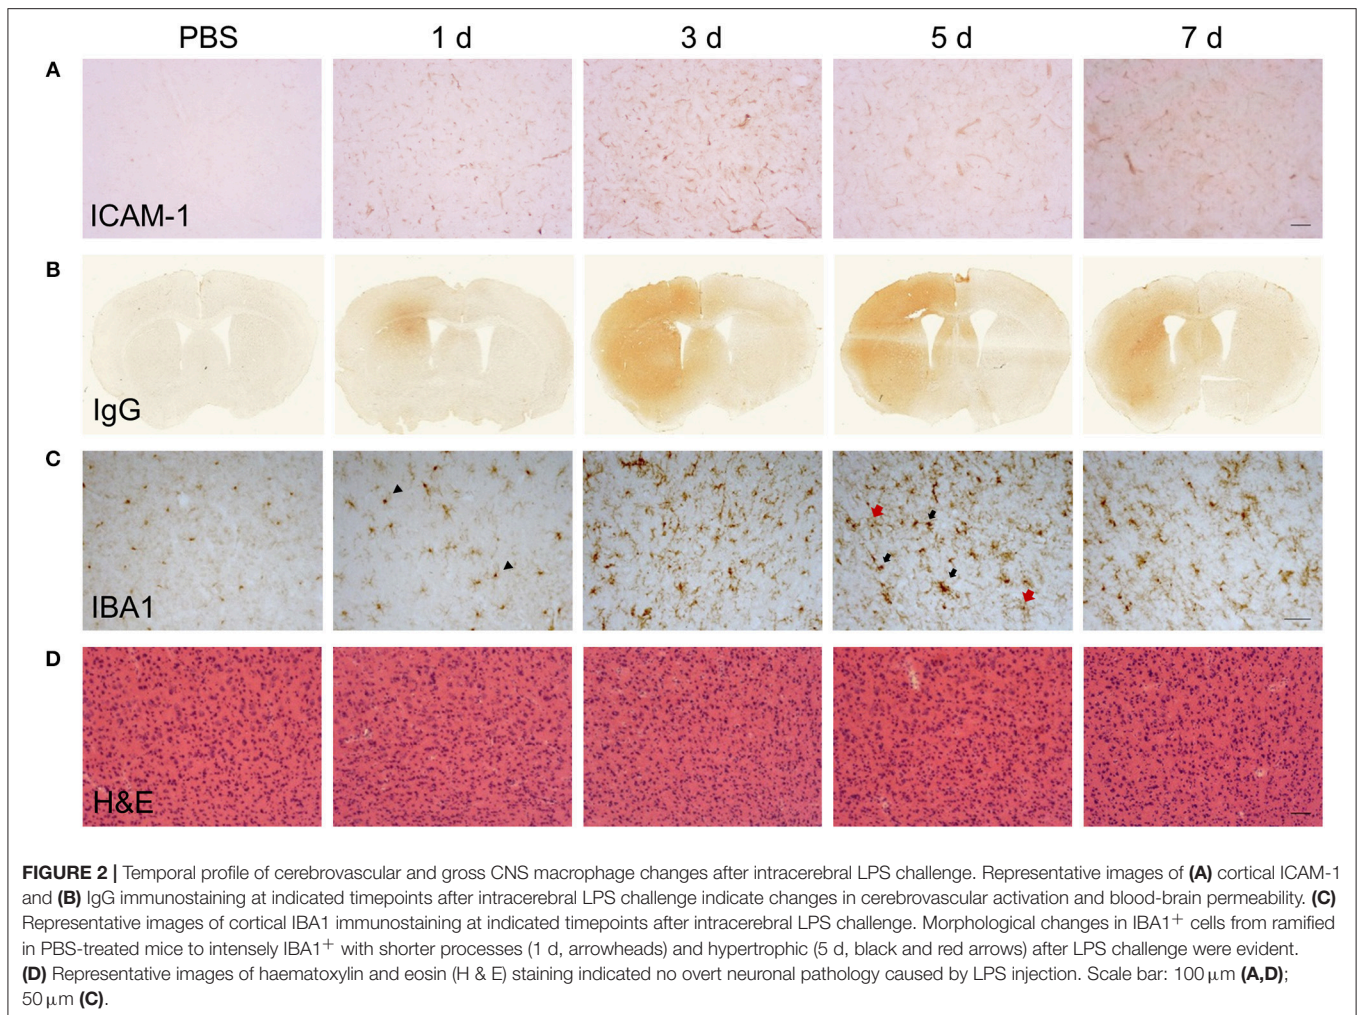 PBS 1 d 3 d 5 d 7 d
A
ICAM-1
B
IgG
C
IBA1
D
H&E
FIGURE 2 | Temporal profile of cerebrovascular and gross CNS macrophage changes after intracerebral LPS challenge. Representative images of (A) cortical ICAM-1
and (B) IgG immunostaining at indicated timepoints after intracerebral LPS challenge indicate changes in cerebrovascular activation and blood-brain permeability. (C)
Representative images of cortical IBA1 immunostaining at indicated timepoints after intracerebral LPS challenge. Morphological changes in IBA1+ cells from ramified
in PBS-treated mice to intensely IBA1+ with shorter processes (1 d, arrowheads) and hypertrophic (5 d, black and red arrows) after LPS challenge were evident.
(D) Representative images of haematoxylin and eosin (H & E) staining indicated no overt neuronal pathology caused by LPS injection. Scale bar: 100 μm (A,D);
50 μm (C).